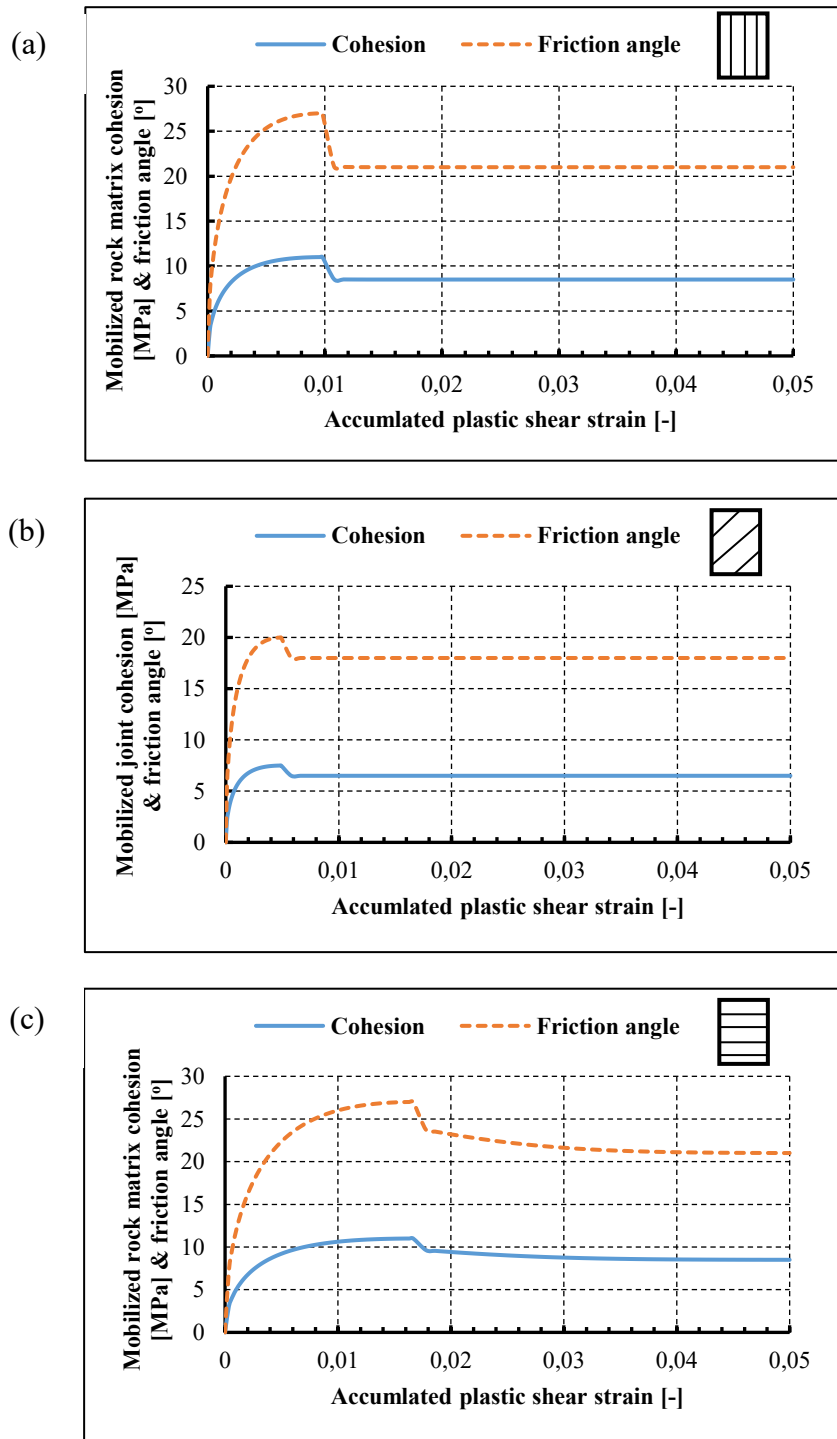 (a)
Cohesion Friction angle
Mobilized rock matrix cohesion
[MPa] & friction angle [º]
30
25
20
15
10
5
0
0 0,01 0,02 0,03 0,04 0,05
Accumlated plastic shear strain [-]
(b)
Cohesion Friction angle
Mobilized joint cohesion [MPa]
& friction angle [º]
25
20
15
10
5
0
0 0,01 0,02 0,03 0,04 0,05
Accumlated plastic shear strain [-]
(c)
Cohesion Friction angle
Mobilized rock matrix cohesion
[MPa] & friction angle [º]
30
25
20
15
10
5
0
0 0,01 0,02 0,03 0,04 0,05
Accumlated plastic shear strain [-]